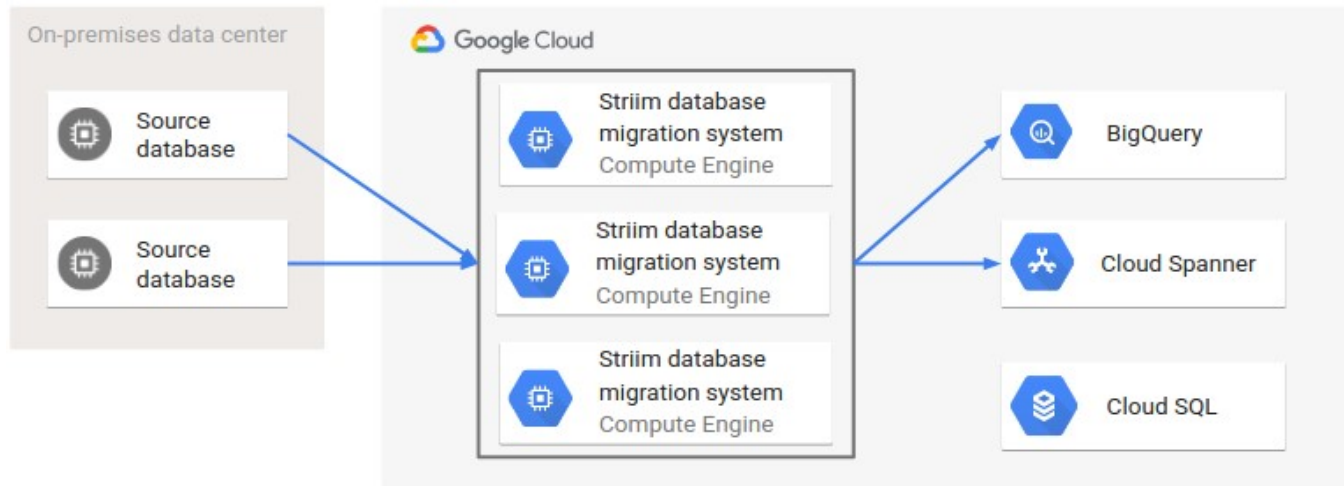 On-premises data center
Source
database
Source
database
Google Cloud
Striim database
migration system
Compute Engine
Striim database
migration system
Compute Engine
Striim database
migration system
Compute Engine
BigQuery
Cloud Spanner
Cloud SQL